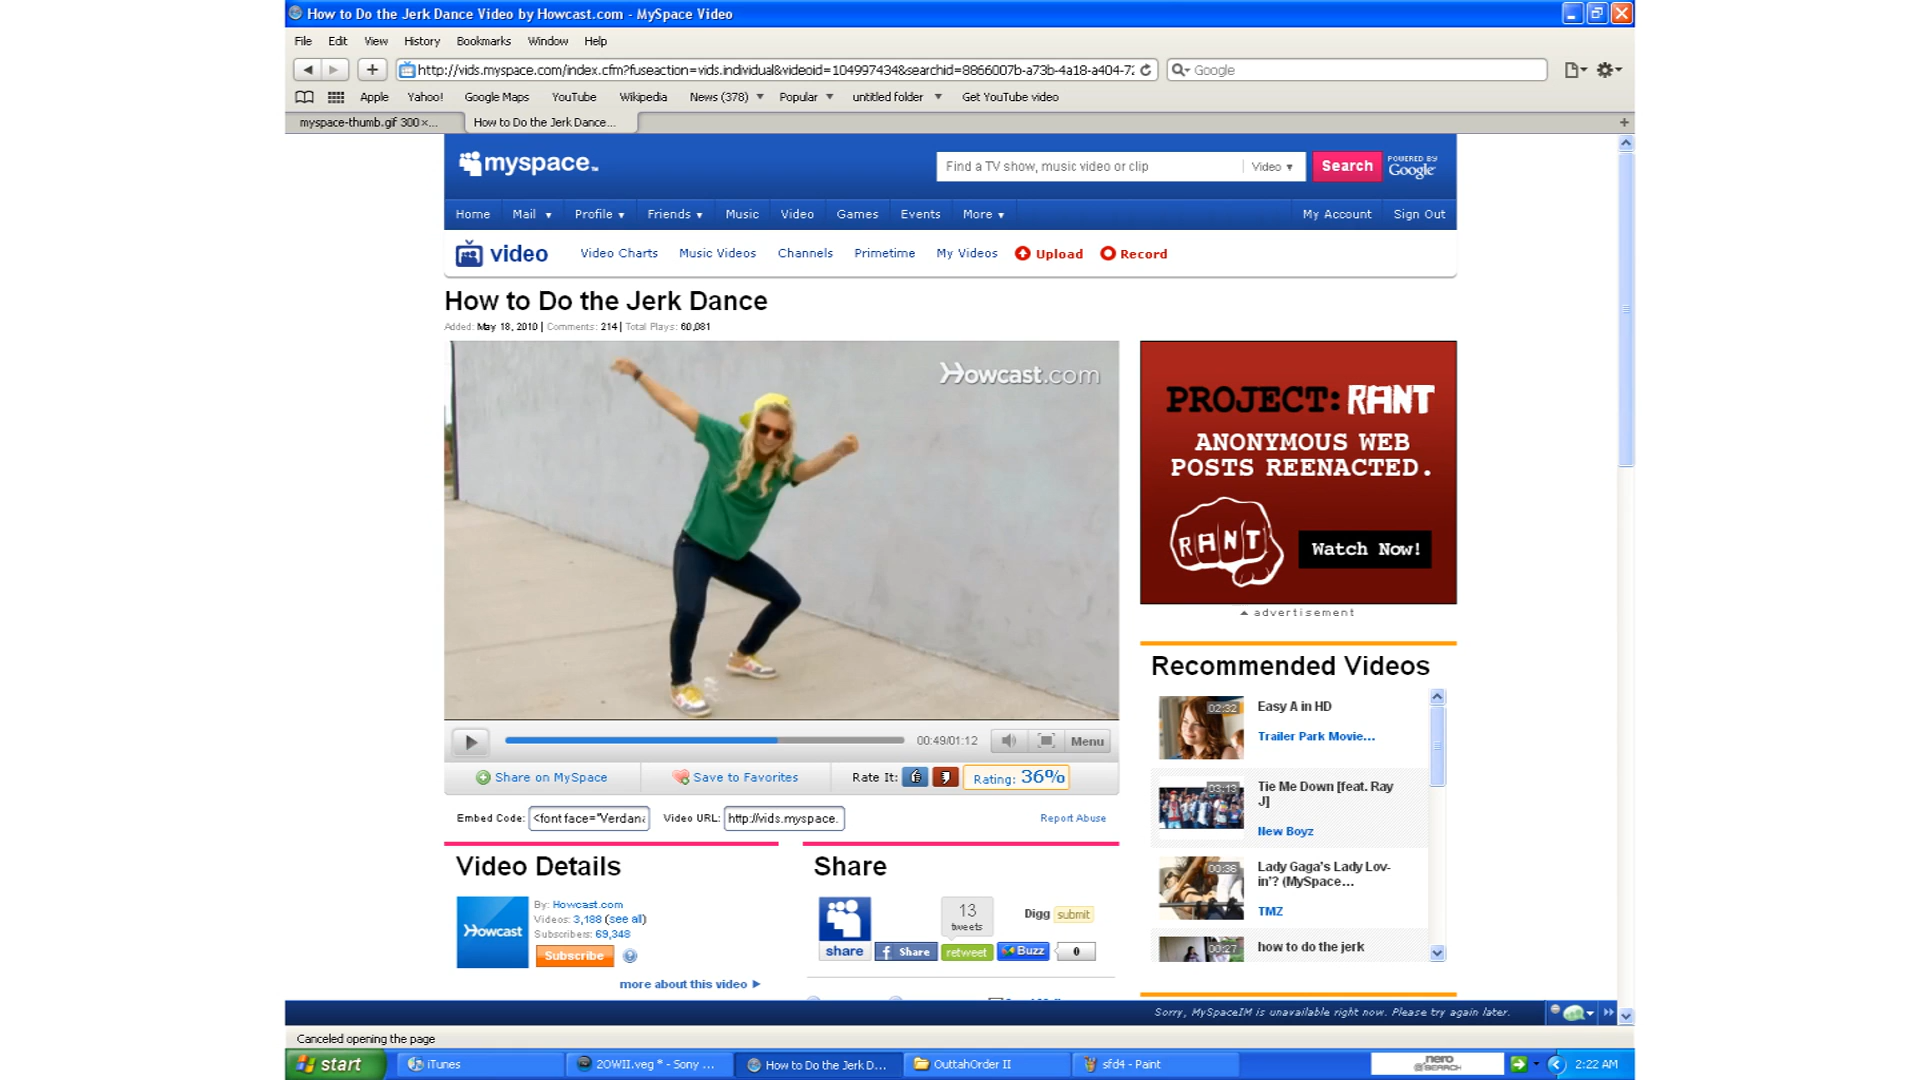 How to Do the Jerk Dance Video by Howcast.com - MySpace Video
File Edit View History Bookmarks Window Help
http://vids.myspace.com/index.cfm?fuseaction=vids.individual&videoid=104997434&searchid=8866007b-a73b-4a18-a404-72
Google
Apple Yahoo! Google Maps YouTube Wikipedia News (378) Popular untitled folder Get YouTube video
myspace-thumb.gif 300×... How to Do the Jerk Dance...
myspace
Find a TV show, music video or clip Video Search POWERED BY Google
Home Mail Profile Friends Music Video Games Events More My Account Sign Out
video Video Charts Music Videos Channels Primetime My Videos Upload Record
How to Do the Jerk Dance
Added: May 18, 2010 | Comments: 214 | Total Plays: 60,081
Howcast.com
PROJECT: RANT
ANONYMOUS WEB
POSTS REENACTED.
RANT
Watch Now!
advertisement
00:49/01:12 Menu
Share on MySpace Save to Favorites Rate It: Rating: 36%
Embed Code: <font face="Verdana Video URL: http://vids.myspace. Report Abuse
Video Details
Howcast
By: Howcast.com
Videos: 3,188 (see all)
Subscribers: 69,348
Subscribe
more about this video
Share
share
Share
13
tweets
retweet
Digg submit
Buzz 0
Recommended Videos
02:32
Easy A in HD
Trailer Park Movie...
03:13
Tie Me Down [feat. Ray
J]
New Boyz
00:36
Lady Gaga's Lady Lov-
in'? (MySpace...
TMZ
00:27
how to do the jerk
Sorry, MySpaceIM is unavailable right now. Please try again later.
Canceled opening the page
start iTunes 2OWII.veg * - Sony ... How to Do the Jerk D... OuttahOrder II sfd4 - Paint nero SEARCH 2:22 AM